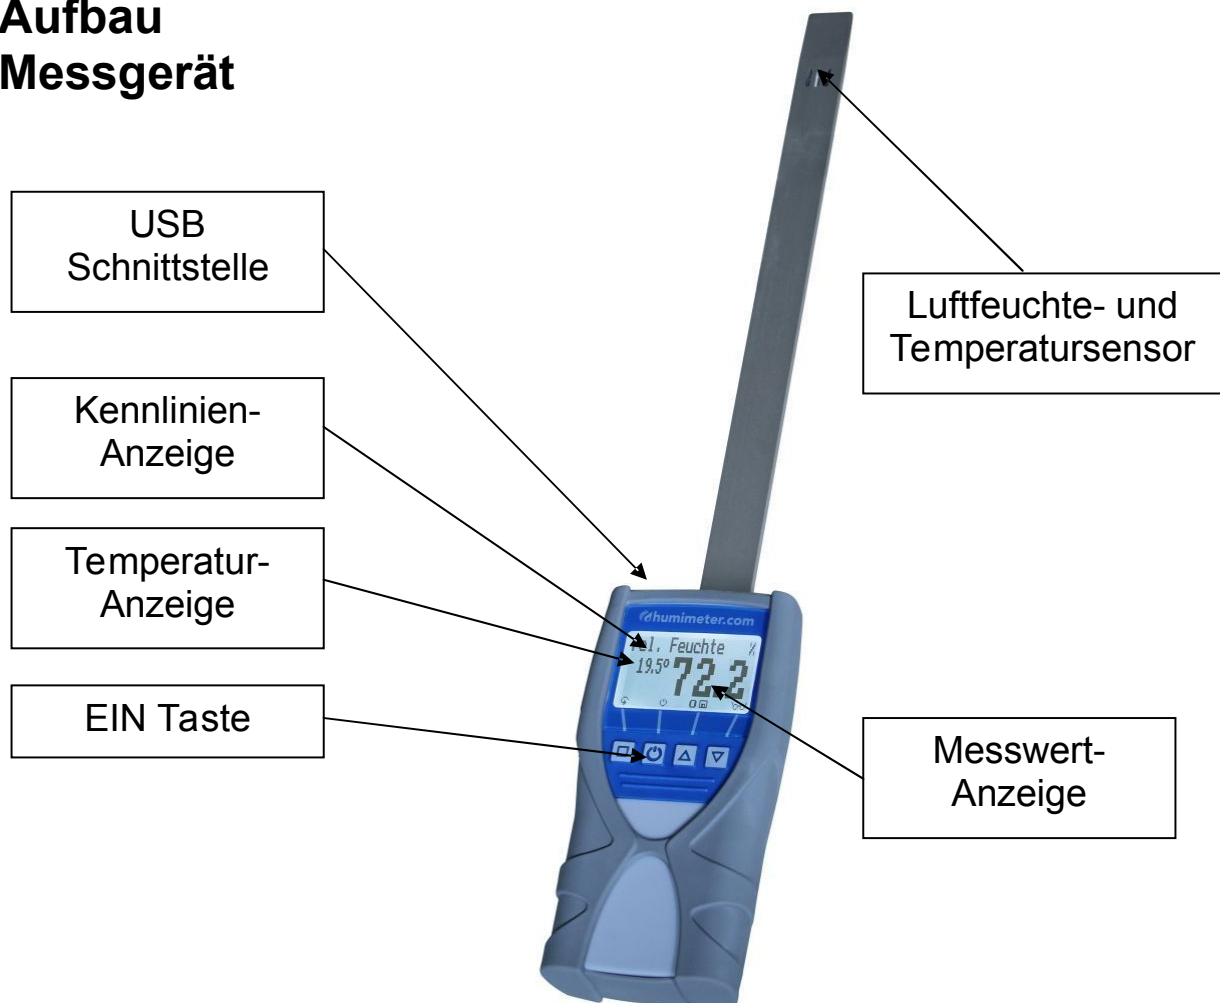 Aufbau
Messgerät
USB
Schnittstelle
Luftfeuchte- und
Temperatursensor
Kennlinien-
Anzeige
Temperatur-
Anzeige
EIN Taste
Messwert-
Anzeige
humimeter.com
Feuchte %
19.5° 72.2